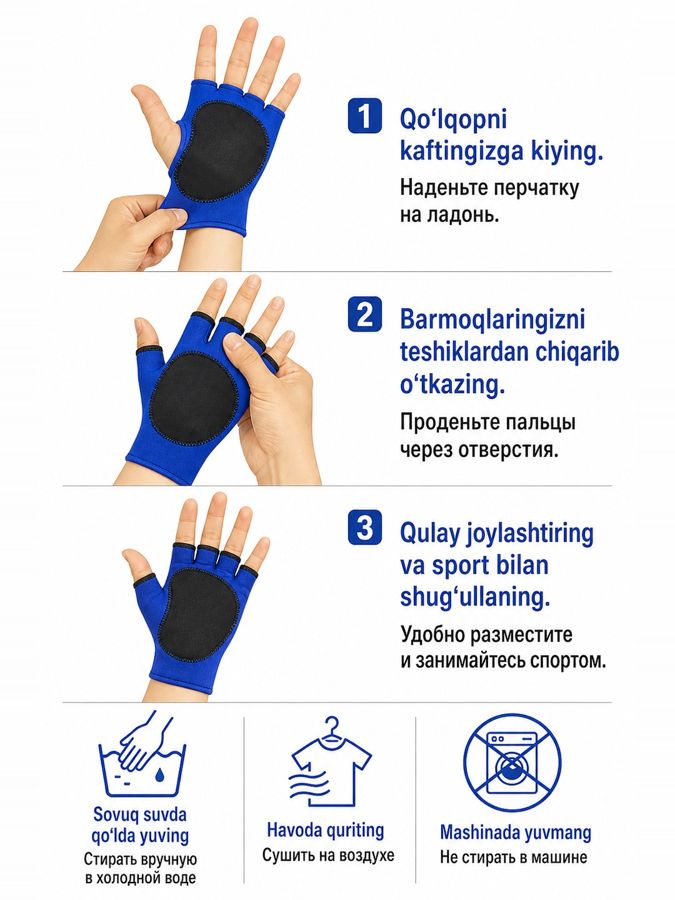 1
Qo‘lqopni
kaftingizga kiying.
Наденьте перчатку
на ладонь.
2
Barmoqlaringizni
teshiklardan chiqarib
o‘tkazing.
Проденьте пальцы
через отверстия.
3
Qulay joylashtiring
va sport bilan
shug‘ullaning.
Удобно разместите
и занимайтесь спортом.
Sovuq suvda
qo‘lda yuving
Стирать вручную
в холодной воде
Havoda quriting
Сушить на воздухе
Mashinada yuvmang
Не стирать в машине